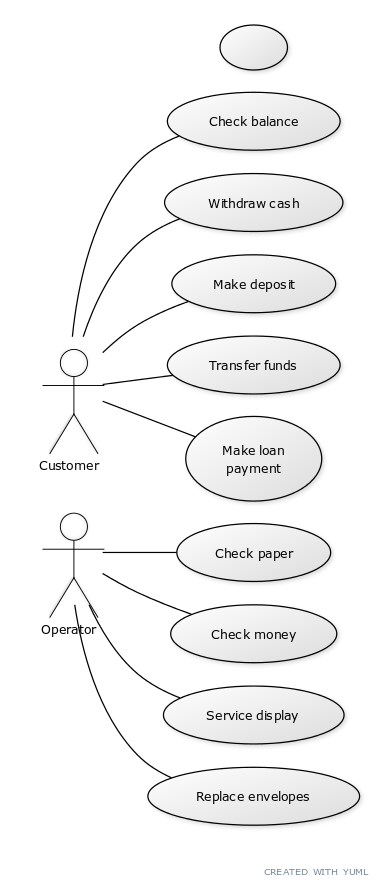 Check balance
Withdraw cash
Make deposit
Transfer funds
Customer
Make loan
payment
Check paper
Operator
Check money
Service display
Replace envelopes
CREATED WITH YUML